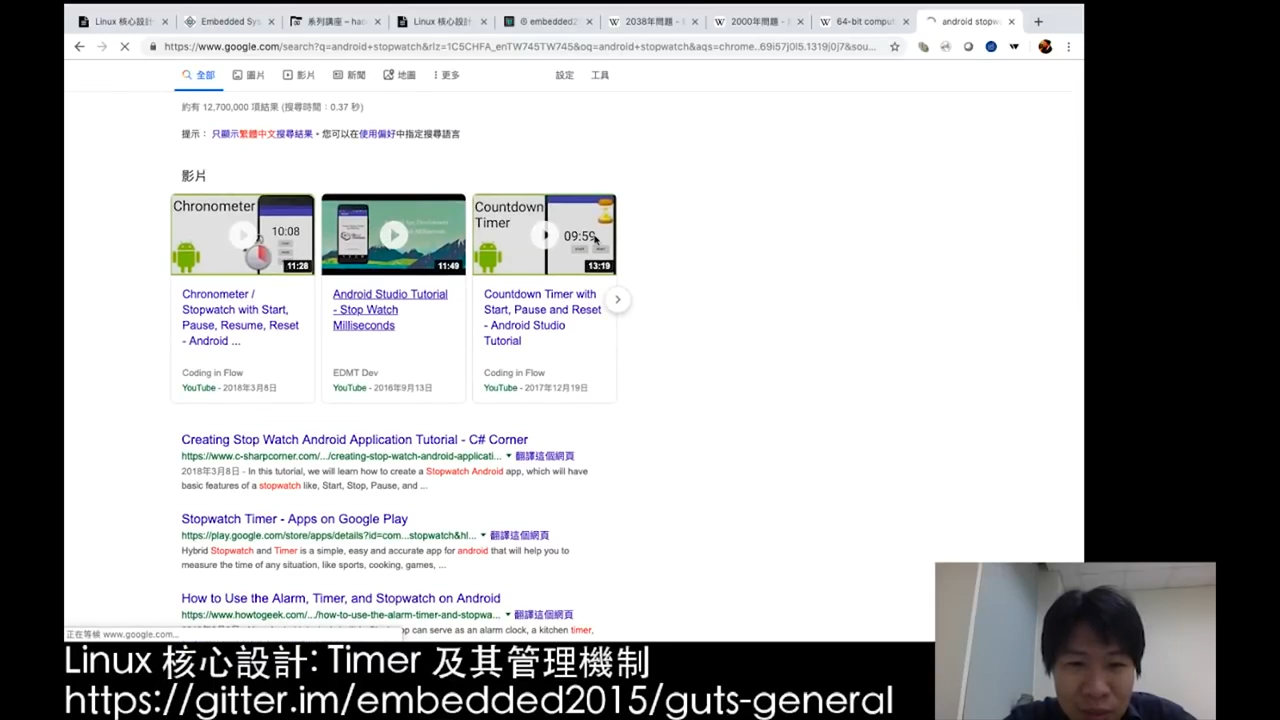 Linux 核心設計:
Embedded Sys
系列講座 – hac
Linux 核心設計
embedded2
2038年問題 -
2000年問題 -
64-bit comput
android stopw
https://www.google.com/search?q=android+stopwatch&rlz=1C5CHFA_enTW745TW745&oq=android+stopwatch&aqs=chrome..69i57j0l5.1319j0j7&sou...
全部
圖片
影片
新聞
地圖
更多
設定
工具
約有 12,700,000 項結果 (搜尋時間：0.37 秒)
提示： 只顯示繁體中文搜尋結果。您可以在使用偏好中指定搜尋語言
影片
Chronometer
10:08
11:28
Chronometer /
Stopwatch with Start,
Pause, Resume, Reset
- Android ...
Coding in Flow
YouTube - 2018年3月8日
11:49
Android Studio Tutorial
- Stop Watch
Milliseconds
EDMT Dev
YouTube - 2016年9月13日
Countdown
Timer
09:59
13:19
Countdown Timer with
Start, Pause and Reset
- Android Studio
Tutorial
Coding in Flow
YouTube - 2017年12月19日
Creating Stop Watch Android Application Tutorial - C# Corner
https://www.c-sharpcorner.com/.../creating-stop-watch-android-applicati... ▼ 翻譯這個網頁
2018年3月8日 - In this tutorial, we will learn how to create a Stopwatch Android app, which will have
basic features of a stopwatch like, Start, Stop, Pause, and ...
Stopwatch Timer - Apps on Google Play
https://play.google.com/store/apps/details?id=com...stopwatch&hl... ▼ 翻譯這個網頁
Hybrid Stopwatch and Timer is a simple, easy and accurate app for android that will help you to
measure the time of any situation, like sports, cooking, games, ...
How to Use the Alarm, Timer, and Stopwatch on Android
https://www.howtogeek.com/.../how-to-use-the-alarm-timer-and-stopwa... ▼ 翻譯這個網頁
app can serve as an alarm clock, a kitchen timer,
正在等候 www.google.com...
Linux 核心設計: Timer 及其管理機制
https://gitter.im/embedded2015/guts-general